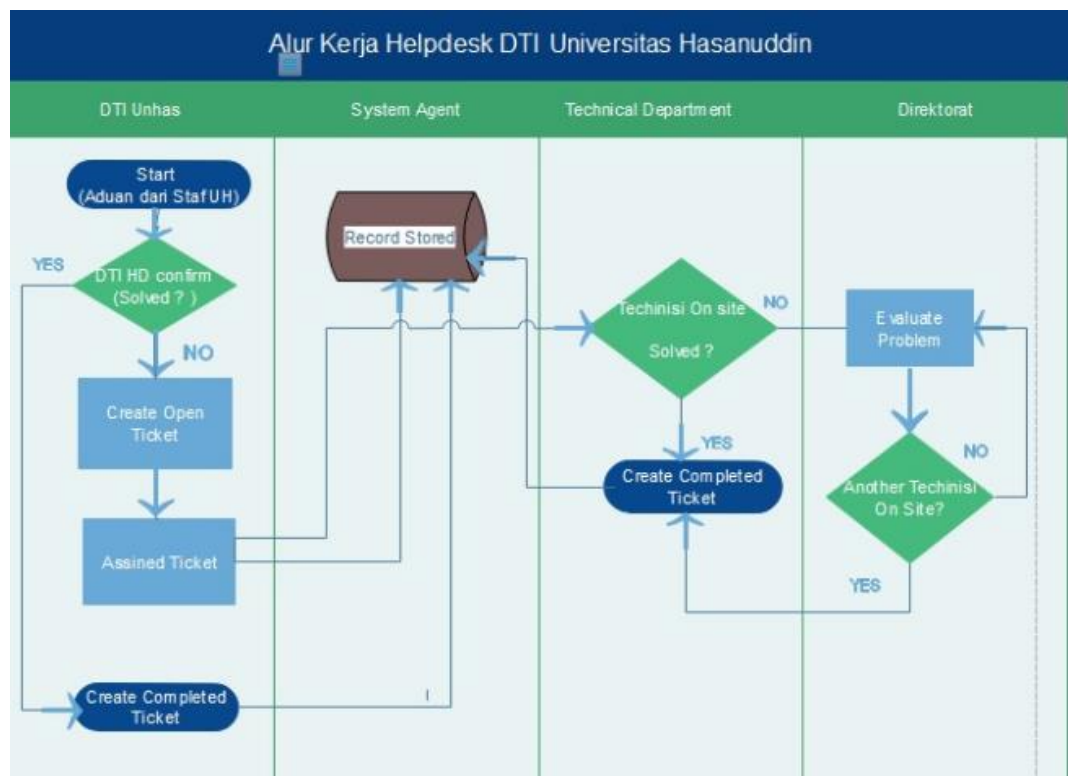 Alur Kerja Helpdesk DTI Universitas Hasanuddin
DTI Unhas
System Agent
Technical Department
Direktorat
Start
(Aduan dari Staf UH)
YES
DTI HD confirm
(Solved ? )
NO
Create Open
Ticket
Assined Ticket
Create Completed
Ticket
Record Stored
Techinisi On site
Solved ?
NO
YES
Create Completed
Ticket
Evaluate
Problem
NO
Another Techinisi
On Site?
YES